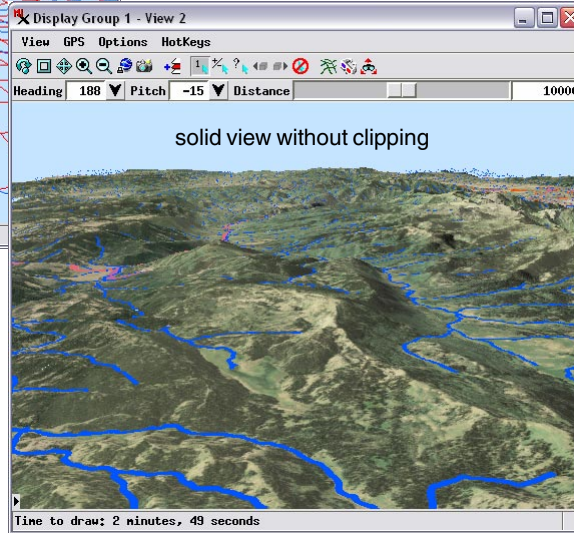 Display Group 1 - View 2
View GPS Options HotKeys
Heading 188 Pitch -15 Distance 10000
solid view without clipping
Time to draw: 2 minutes, 49 seconds